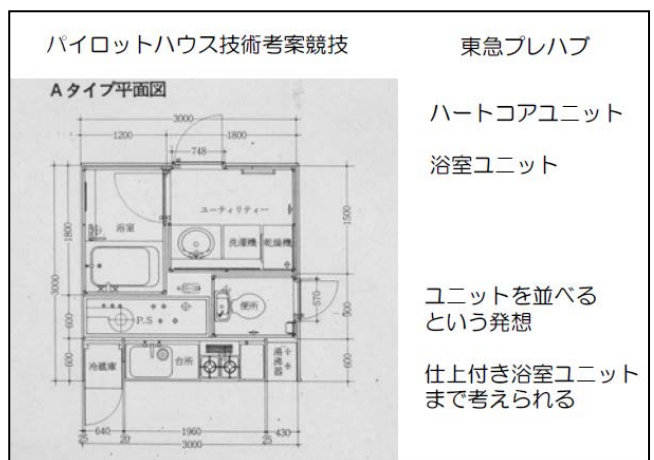 パイロットハウス技術考案競技
東急プレハブ
Aタイプ平面図
ハートコアユニット
浴室ユニット
ユニットを並べる
という発想
仕上付き浴室ユニット
まで考えられる
3000
1200
1800
748
浴室
ユーティリティー
洗濯機
乾燥機
1800
3000
600
600
1500
900
600
570
P.S
便所
冷蔵庫
台所
湯沸器
640
1960
430
25
20
25
3000